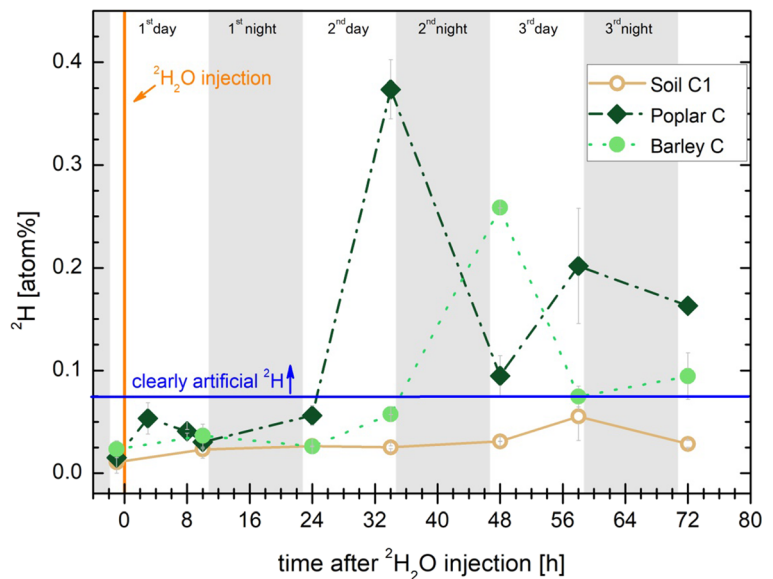 1st day 1st night 2nd day 2nd night 3rd day 3rd night
2H2O injection
Soil C1
Poplar C
Barley C
clearly artificial 2H
2H [atom%]
0.4
0.3
0.2
0.1
0.0
0 8 16 24 32 40 48 56 64 72 80
time after 2H2O injection [h]